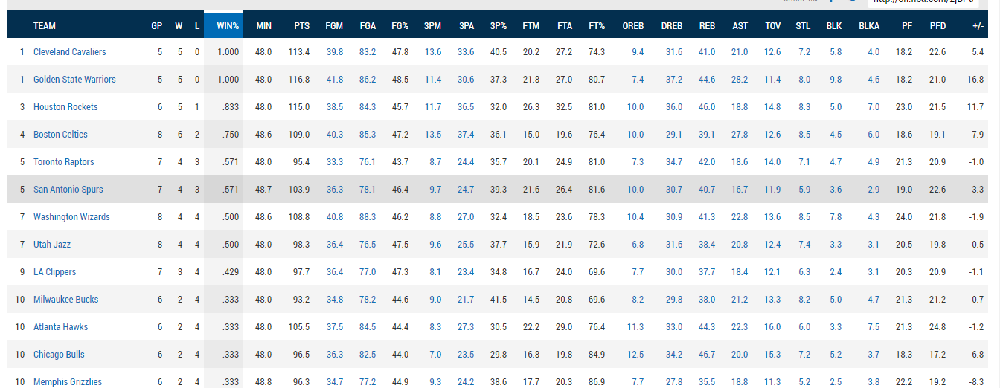 TEAM GP W L WIN% MIN PTS FGM FGA FG% 3PM 3PA 3P% FTM FTA FT% OREB DREB REB AST TOV STL BLK BLKA PF PFD +/-
1 Cleveland Cavaliers 5 5 0 1.000 48.0 113.4 39.8 83.2 47.8 13.6 33.6 40.5 20.2 27.2 74.3 9.4 31.6 41.0 21.0 12.6 7.2 5.8 4.0 18.2 22.6 5.4
1 Golden State Warriors 5 5 0 1.000 48.0 116.8 41.8 86.2 48.5 11.4 30.6 37.3 21.8 27.0 80.7 7.4 37.2 44.6 28.2 11.4 8.0 9.8 4.6 18.2 21.0 16.8
3 Houston Rockets 6 5 1 .833 48.0 115.0 38.5 84.3 45.7 11.7 36.5 32.0 26.3 32.5 81.0 10.0 36.0 46.0 18.8 14.8 8.3 5.0 7.0 23.0 21.5 11.7
4 Boston Celtics 8 6 2 .750 48.6 109.0 40.3 85.3 47.2 13.5 37.4 36.1 15.0 19.6 76.4 10.0 29.1 39.1 27.8 12.6 8.5 4.5 6.0 18.6 19.1 7.9
5 Toronto Raptors 7 4 3 .571 48.0 95.4 33.3 76.1 43.7 8.7 24.4 35.7 20.1 24.9 81.0 7.3 34.7 42.0 18.6 14.0 7.1 4.7 4.9 21.3 20.9 -1.0
5 San Antonio Spurs 7 4 3 .571 48.7 103.9 36.3 78.1 46.4 9.7 24.7 39.3 21.6 26.4 81.6 10.0 30.7 40.7 16.7 11.9 5.9 3.6 2.9 19.0 22.6 3.3
7 Washington Wizards 8 4 4 .500 48.6 108.8 40.8 88.3 46.2 8.8 27.0 32.4 18.5 23.6 78.3 10.4 30.9 41.3 22.8 13.6 8.5 7.8 4.3 24.0 21.8 -1.9
7 Utah Jazz 8 4 4 .500 48.0 98.3 36.4 76.5 47.5 9.6 25.5 37.7 15.9 21.9 72.6 6.8 31.6 38.4 20.8 12.4 7.4 3.3 3.1 20.5 19.8 -0.5
9 LA Clippers 7 3 4 .429 48.0 97.7 36.4 77.0 47.3 8.1 23.4 34.8 16.7 24.0 69.6 7.7 30.0 37.7 18.4 12.1 6.3 2.4 3.1 20.3 20.9 -1.1
10 Milwaukee Bucks 6 2 4 .333 48.0 93.2 34.8 78.2 44.6 9.0 21.7 41.5 14.5 20.8 69.6 8.2 29.8 38.0 21.2 13.3 8.2 5.0 4.7 21.3 21.2 -0.7
10 Atlanta Hawks 6 2 4 .333 48.0 105.5 37.5 84.5 44.4 8.3 27.3 30.5 22.2 29.0 76.4 11.3 33.0 44.3 22.3 16.0 6.0 3.3 7.5 21.3 24.8 -1.2
10 Chicago Bulls 6 2 4 .333 48.0 96.5 36.3 82.5 44.0 7.0 23.5 29.8 16.8 19.8 84.9 12.5 34.2 46.7 20.0 15.3 7.2 5.2 3.7 18.3 17.2 -6.8
10 Memphis Grizzlies 6 2 4 .333 48.8 96.3 34.7 77.2 44.9 9.3 24.2 38.6 17.7 20.3 86.9 7.7 27.8 35.5 18.8 11.3 5.2 2.5 3.8 22.2 19.2 -8.3